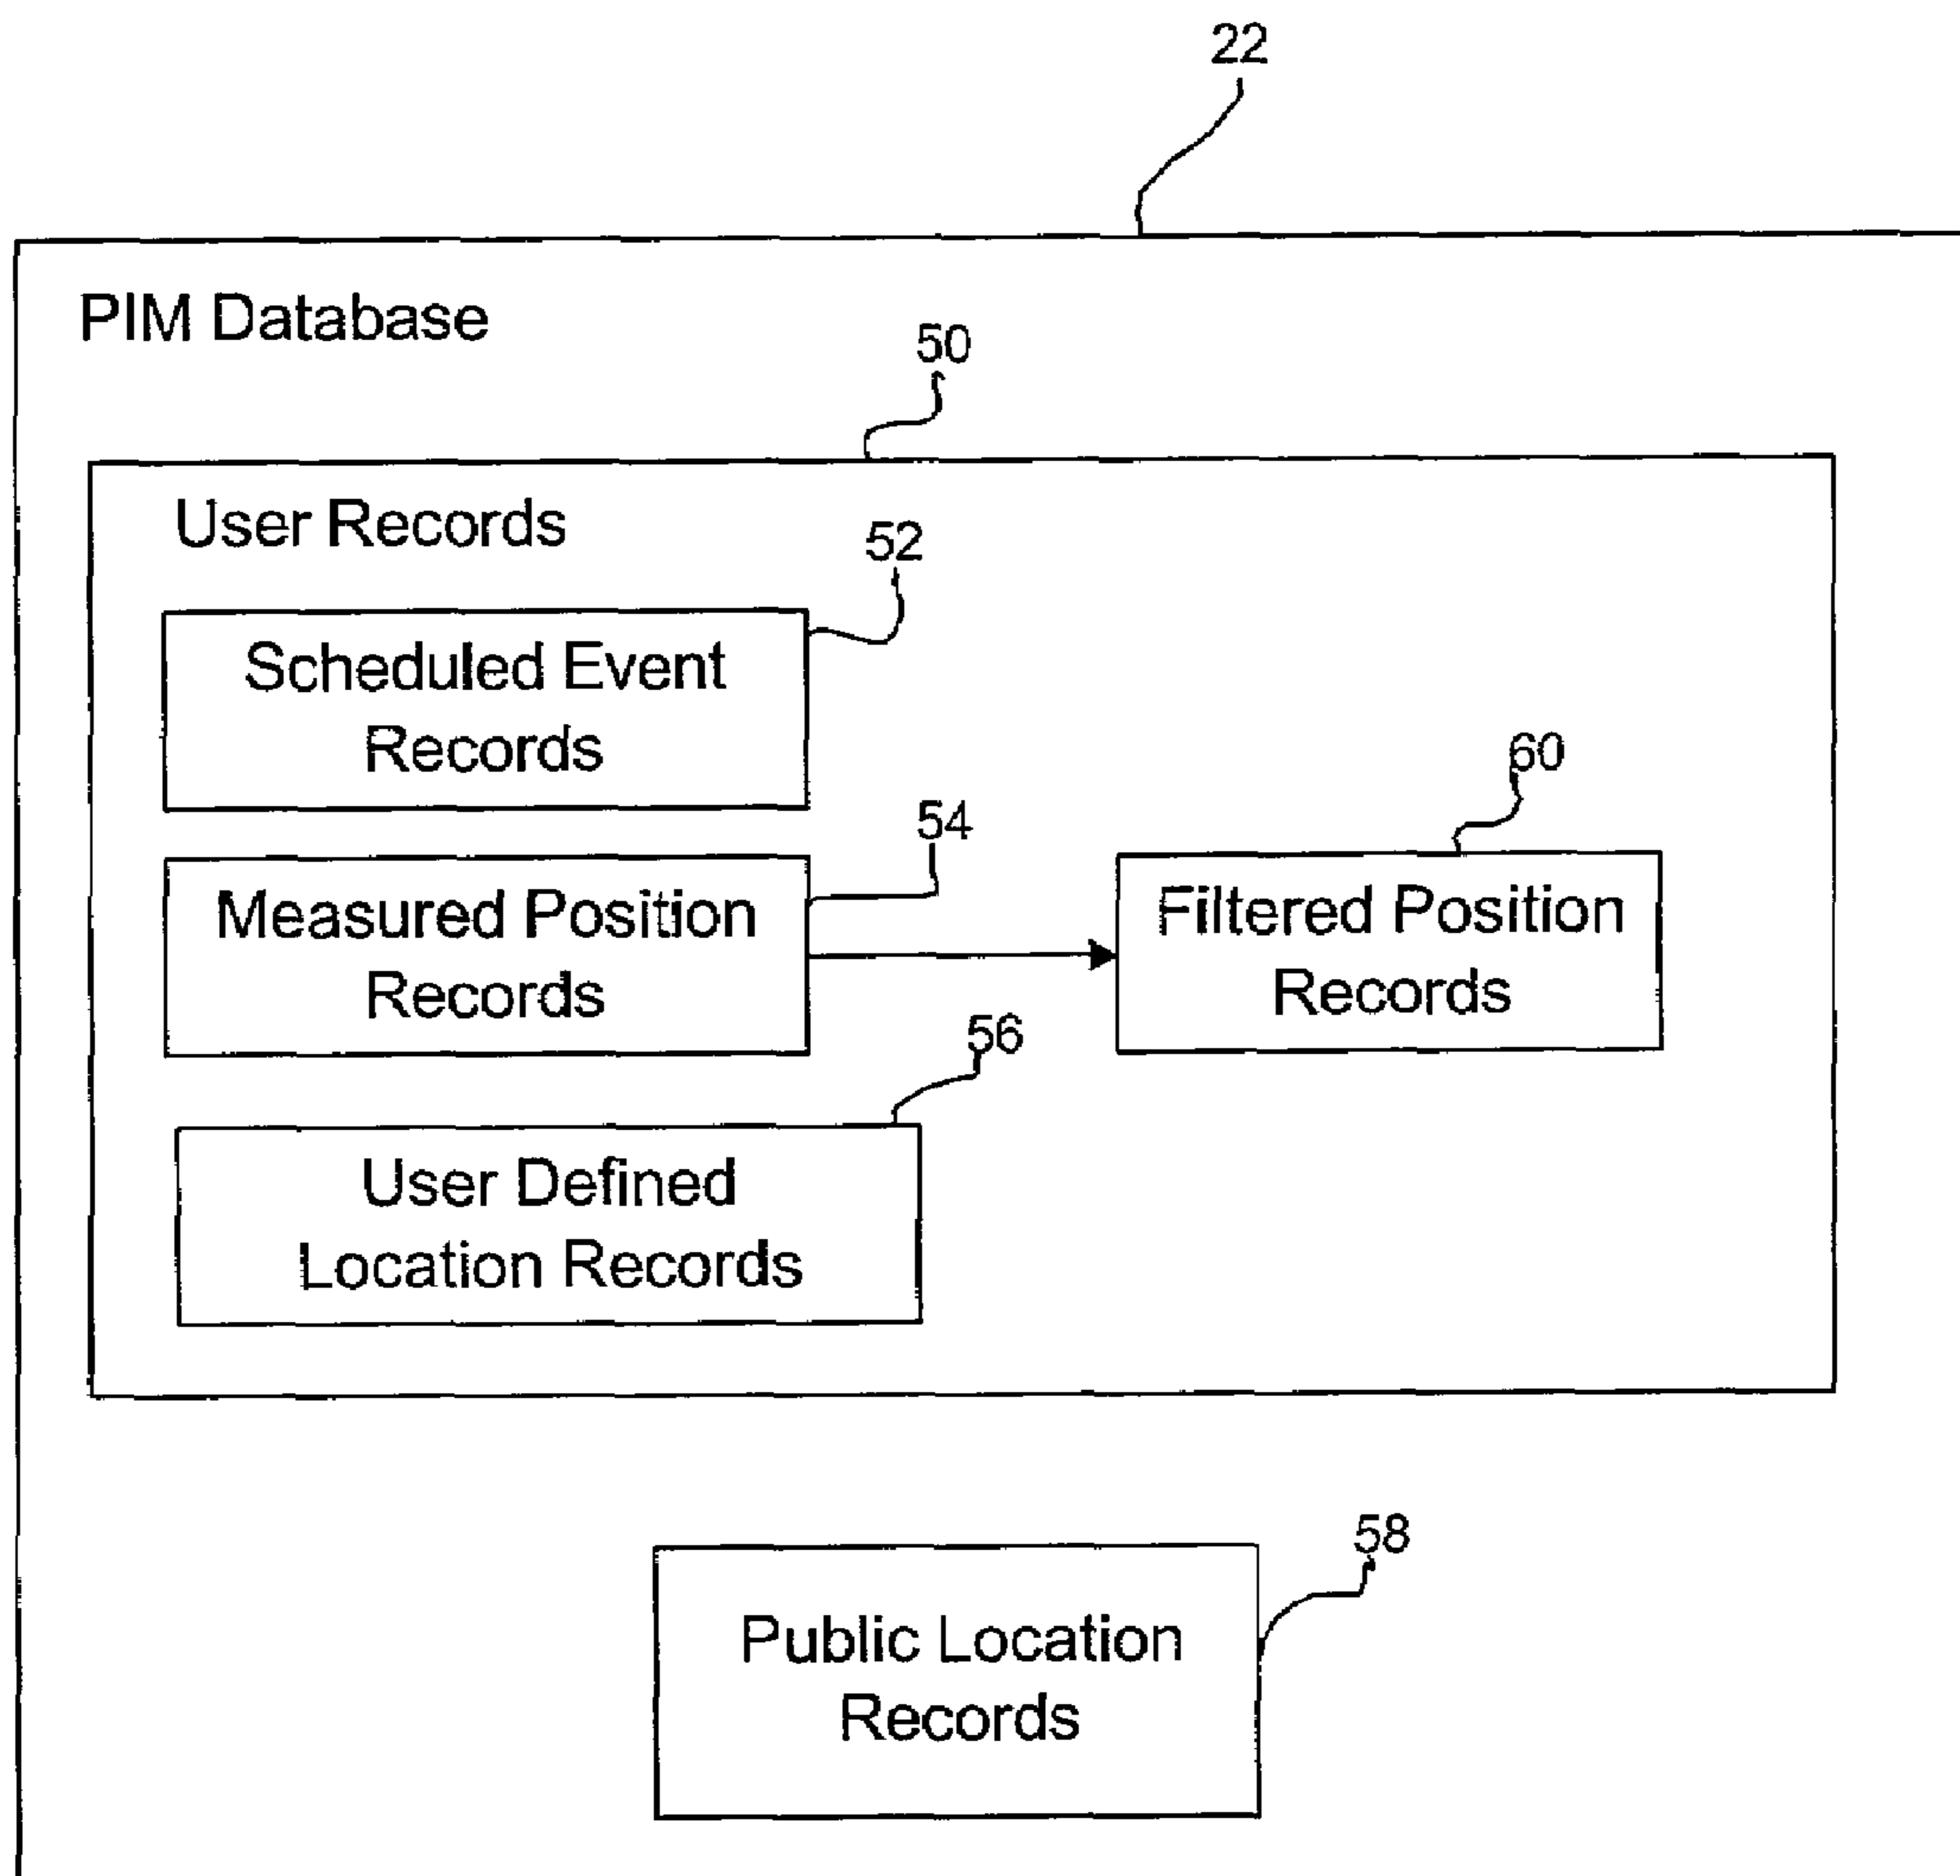 22
PIM Database
50
User Records
52
Scheduled Event
Records
60
54
Measured Position
Records
Filtered Position
Records
56
User Defined
Location Records
58
Public Location
Records